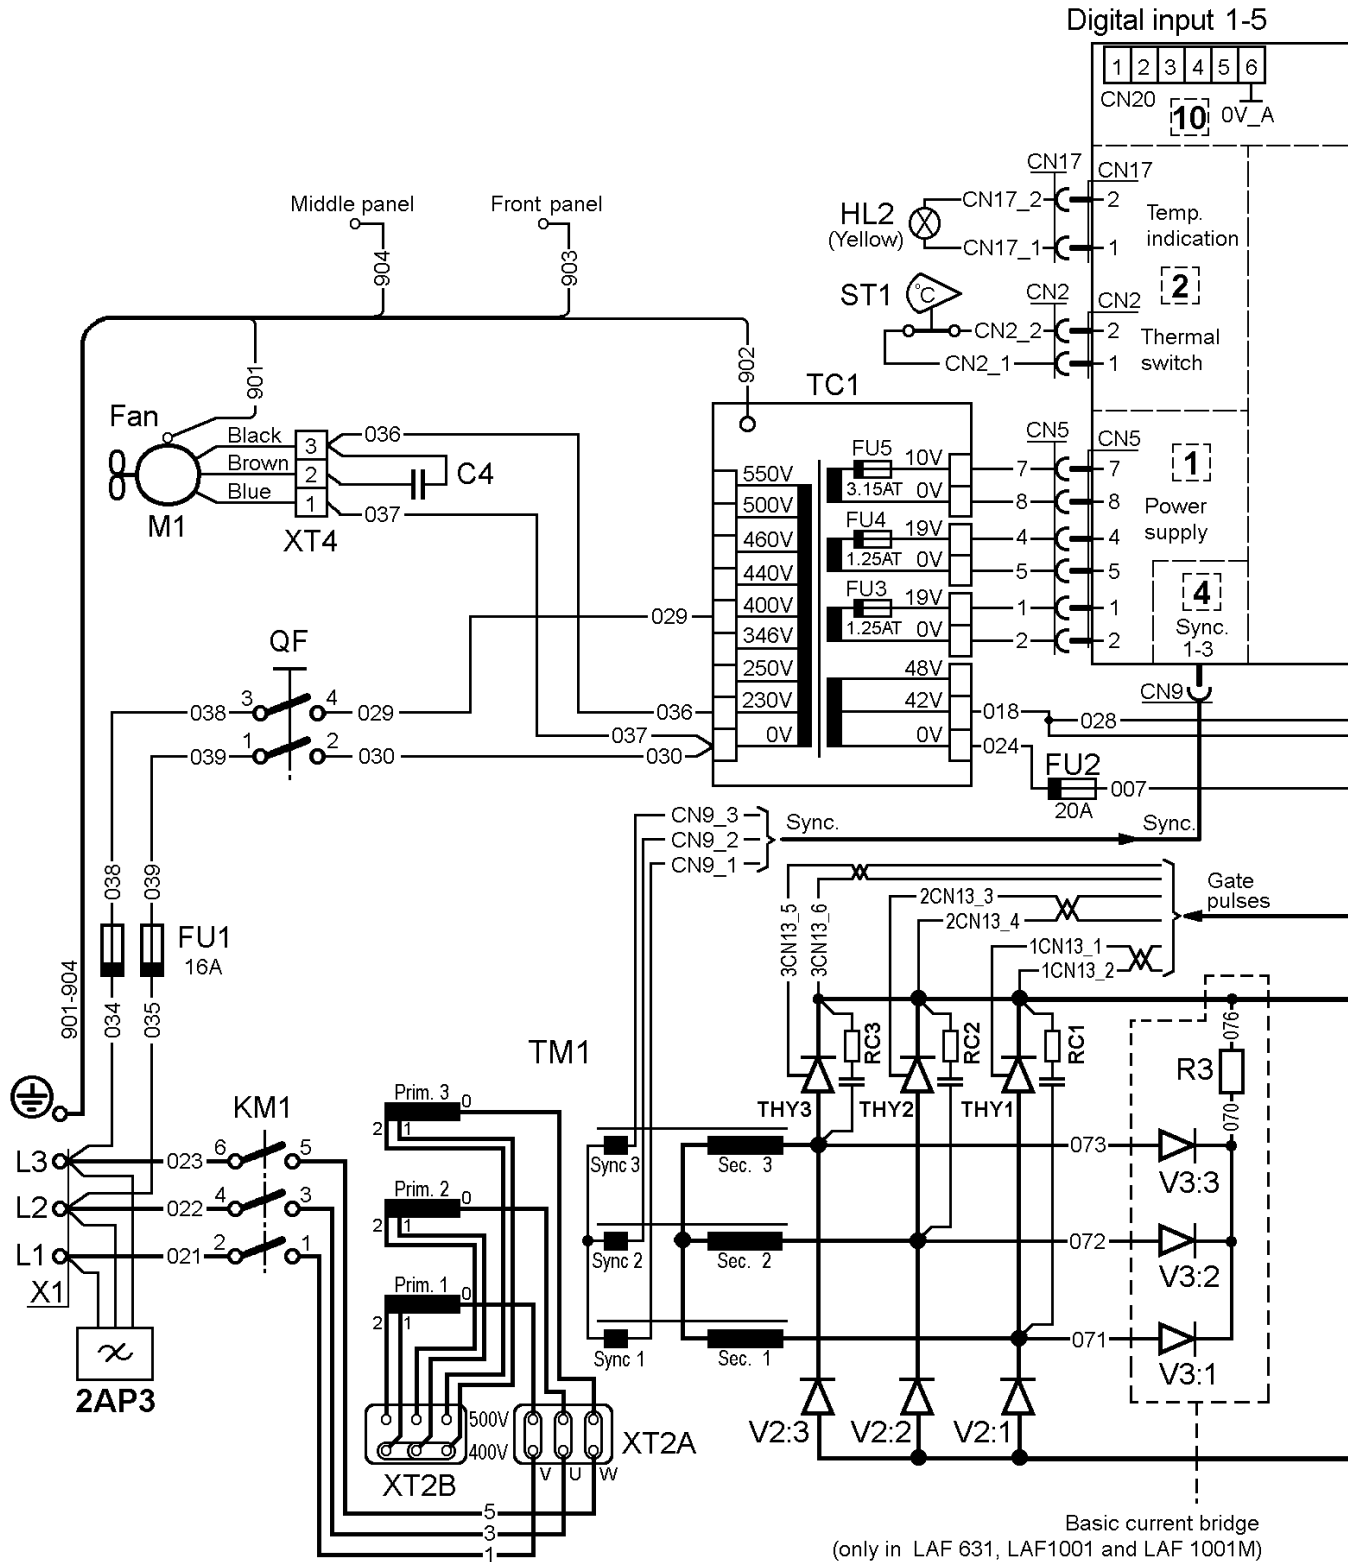 Digital input 1-5
1 2 3 4 5 6
CN20
10
0V_A
CN17
CN17
CN17_2
2
HL2
(Yellow)
Temp.
indication
CN17_1
1
2
Middle panel
Front panel
904
903
ST1
°C
CN2
CN2
CN2_2
2
CN2_1
1
Thermal
switch
901
902
TC1
Fan
M1
Black
Brown
Blue
3
2
1
XT4
036
037
C4
550V
500V
460V
440V
400V
346V
250V
230V
0V
FU5
3.15AT
10V
0V
FU4
1.25AT
19V
0V
FU3
1.25AT
19V
0V
48V
42V
0V
CN5
CN5
7
7
8
8
4
4
5
5
1
1
2
2
1
Power
supply
4
Sync.
1-3
CN9
029
QF
038
3
4
029
036
039
1
2
030
037
030
018
028
024
FU2
20A
007
CN9_3
CN9_2
CN9_1
Sync.
Sync.
038
039
FU1
16A
034
035
901-904
3CN13_5
3CN13_6
2CN13_3
2CN13_4
1CN13_1
1CN13_2
Gate
pulses
TM1
RC3
RC2
RC1
THY3
THY2
THY1
076
R3
070
KM1
L3
023
6
5
L2
022
4
3
L1
021
2
1
X1
2AP3
Prim. 3
0
2
1
Prim. 2
0
2
1
Prim. 1
0
2
1
Sync 3
Sec. 3
Sync 2
Sec. 2
Sync 1
Sec. 1
073
V3:3
072
V3:2
071
V3:1
V2:3
V2:2
V2:1
500V
400V
XT2B
XT2A
V
U
W
5
3
1
Basic current bridge
(only in LAF 631, LAF1001 and LAF 1001M)